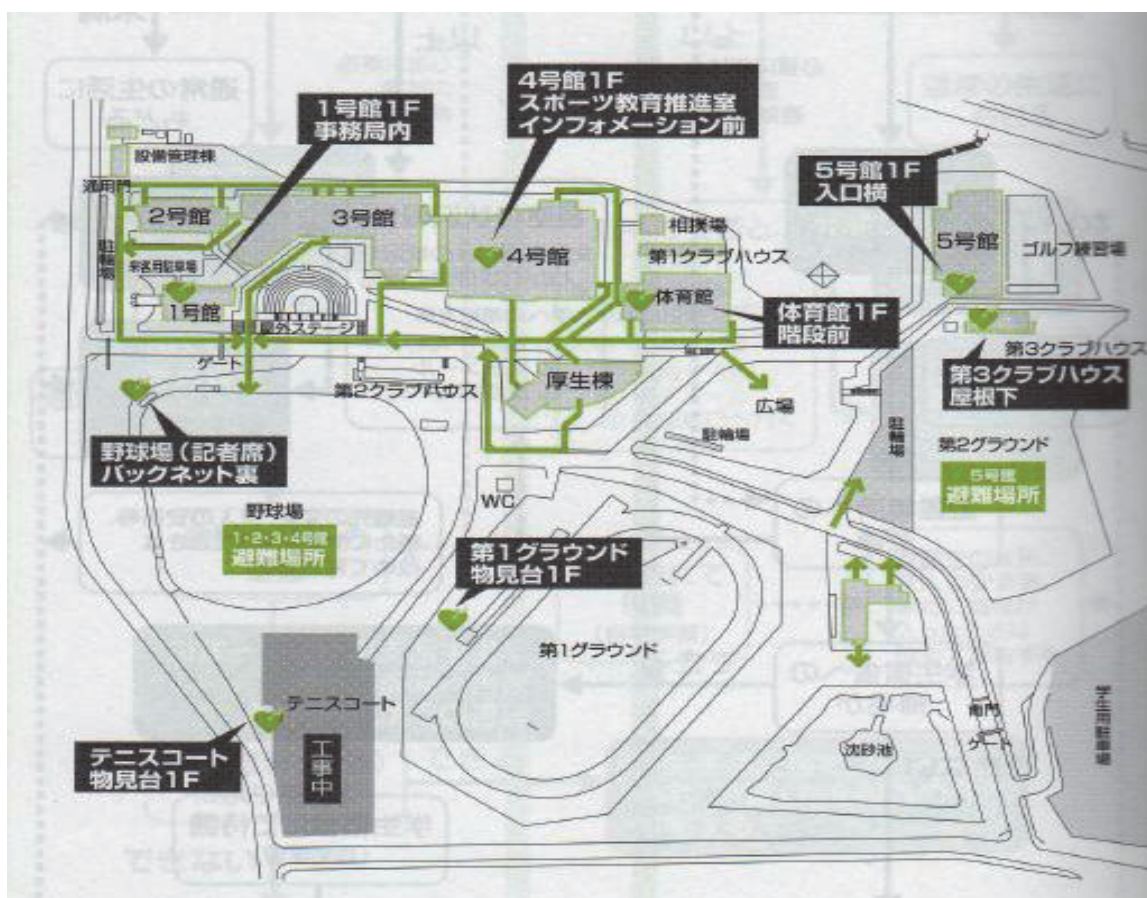 4号館1F
スポーツ教育推進室
インフォメーション前
1号館1F
事務局内
設備管理棟
通用門
5号館1F
入口横
2号館
3号館
相撲場
5号館
ゴルフ練習場
駐輪場
4号館
第1クラブハウス
来客用駐車場
体育館
1号館
屋外ステージ
体育館1F
階段前
ゲート
第3クラブハウス
第2クラブハウス
厚生棟
第3クラブハウス
屋根下
広場
駐輪場
駐輪場
野球場(記者席)
バックネット裏
第2グラウンド
5号館
避難場所
WC
野球場
1・2・3・4号館
避難場所
第1グラウンド
物見台1F
第1グラウンド
テニスコート
南門
ゲート
学生用駐車場
沈砂池
テニスコート
物見台1F
工事中